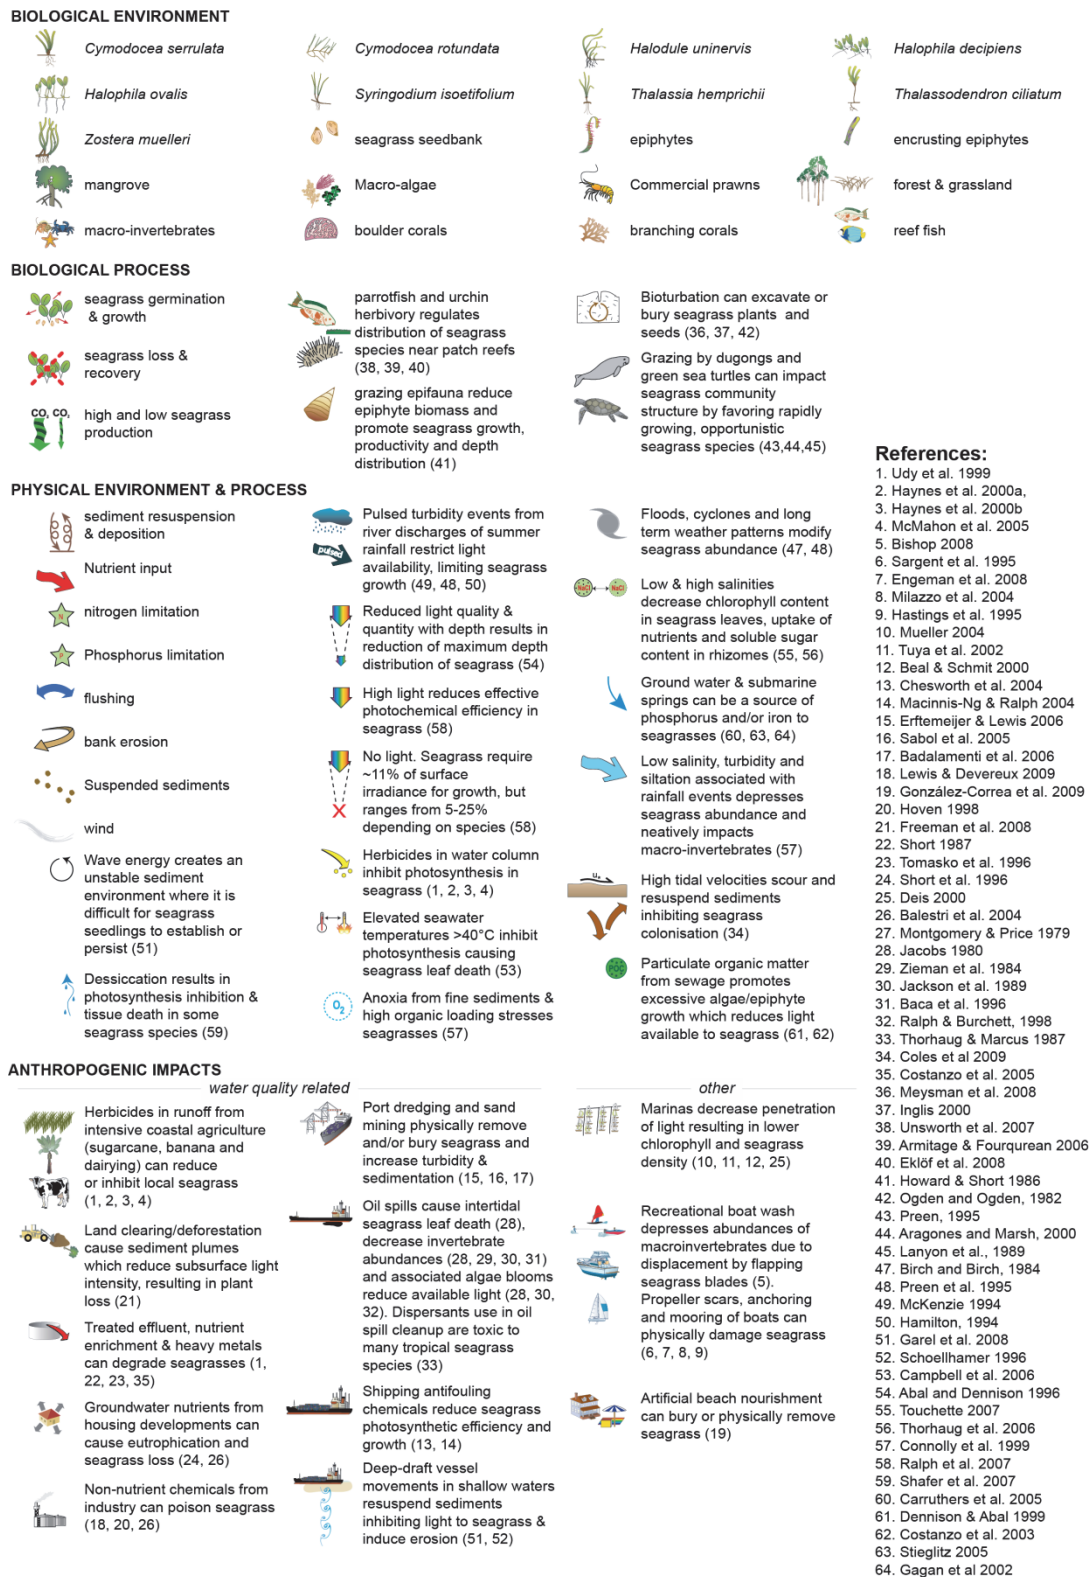 BIOLOGICAL ENVIRONMENT
Cymodocea serrulata
Cymodocea rotundata
Halodule uninervis
Halophila decipiens
Halophila ovalis
Syringodium isoetifolium
Thalassia hemprichii
Thalassodendron ciliatum
Zostera muelleri
seagrass seedbank
epiphytes
encrusting epiphytes
mangrove
Macro-algae
Commercial prawns
forest & grassland
macro-invertebrates
boulder corals
branching corals
reef fish
BIOLOGICAL PROCESS
seagrass germination
& growth
seagrass loss &
recovery
CO2 CO2
high and low seagrass
production
parrotfish and urchin
herbivory regulates
distribution of seagrass
species near patch reefs
(38, 39, 40)
grazing epifauna reduce
epiphyte biomass and
promote seagrass growth,
productivity and depth
distribution (41)
Bioturbation can excavate or
bury seagrass plants and
seeds (36, 37, 42)
Grazing by dugongs and
green sea turtles can impact
seagrass community
structure by favoring rapidly
growing, opportunistic
seagrass species (43,44,45)
PHYSICAL ENVIRONMENT & PROCESS
sediment resuspension
& deposition
Nutrient input
N
nitrogen limitation
P
Phosphorus limitation
flushing
bank erosion
Suspended sediments
wind
Wave energy creates an
unstable sediment
environment where it is
difficult for seagrass
seedlings to establish or
persist (51)
Dessiccation results in
photosynthesis inhibition &
tissue death in some
seagrass species (59)
pulsed
Pulsed turbidity events from
river discharges of summer
rainfall restrict light
availability, limiting seagrass
growth (49, 48, 50)
Reduced light quality &
quantity with depth results in
reduction of maximum depth
distribution of seagrass (54)
High light reduces effective
photochemical efficiency in
seagrass (58)
No light. Seagrass require
~11% of surface
irradiance for growth, but
ranges from 5-25%
depending on species (58)
Herbicides in water column
inhibit photosynthesis in
seagrass (1, 2, 3, 4)
Elevated seawater
temperatures >40°C inhibit
photosynthesis causing
seagrass leaf death (53)
O2
Anoxia from fine sediments &
high organic loading stresses
seagrasses (57)
Floods, cyclones and long
term weather patterns modify
seagrass abundance (47, 48)
NaCl NaCl
Low & high salinities
decrease chlorophyll content
in seagrass leaves, uptake of
nutrients and soluble sugar
content in rhizomes (55, 56)
Ground water & submarine
springs can be a source of
phosphorus and/or iron to
seagrasses (60, 63, 64)
Low salinity, turbidity and
siltation associated with
rainfall events depresses
seagrass abundance and
neatively impacts
macro-invertebrates (57)
High tidal velocities scour and
resuspend sediments
inhibiting seagrass
colonisation (34)
POC
Particulate organic matter
from sewage promotes
excessive algae/epiphyte
growth which reduces light
available to seagrass (61, 62)
ANTHROPOGENIC IMPACTS
water quality related
other
Herbicides in runoff from
intensive coastal agriculture
(sugarcane, banana and
dairying) can reduce
or inhibit local seagrass
(1, 2, 3, 4)
Land clearing/deforestation
cause sediment plumes
which reduce subsurface light
intensity, resulting in plant
loss (21)
Treated effluent, nutrient
enrichment & heavy metals
can degrade seagrasses (1,
22, 23, 35)
Groundwater nutrients from
housing developments can
cause eutrophication and
seagrass loss (24, 26)
Non-nutrient chemicals from
industry can poison seagrass
(18, 20, 26)
Port dredging and sand
mining physically remove
and/or bury seagrass and
increase turbidity &
sedimentation (15, 16, 17)
Oil spills cause intertidal
seagrass leaf death (28),
decrease invertebrate
abundances (28, 29, 30, 31)
and associated algae blooms
reduce available light (28, 30,
32). Dispersants use in oil
spill cleanup are toxic to
many tropical seagrass
species (33)
Shipping antifouling
chemicals reduce seagrass
photosynthetic efficiency and
growth (13, 14)
Deep-draft vessel
movements in shallow waters
resuspend sediments
inhibiting light to seagrass &
induce erosion (51, 52)
Marinas decrease penetration
of light resulting in lower
chlorophyll and seagrass
density (10, 11, 12, 25)
Recreational boat wash
depresses abundances of
macroinvertebrates due to
displacement by flapping
seagrass blades (5).
Propeller scars, anchoring
and mooring of boats can
physically damage seagrass
(6, 7, 8, 9)
Artificial beach nourishment
can bury or physically remove
seagrass (19)
References:
1. Udy et al. 1999
2. Haynes et al. 2000a,
3. Haynes et al. 2000b
4. McMahon et al. 2005
5. Bishop 2008
6. Sargent et al. 1995
7. Engeman et al. 2008
8. Milazzo et al. 2004
9. Hastings et al. 1995
10. Mueller 2004
11. Tuya et al. 2002
12. Beal & Schmit 2000
13. Chesworth et al. 2004
14. Macinnis-Ng & Ralph 2004
15. Erftemeijer & Lewis 2006
16. Sabol et al. 2005
17. Badalamenti et al. 2006
18. Lewis & Devereux 2009
19. González-Correa et al. 2009
20. Hoven 1998
21. Freeman et al. 2008
22. Short 1987
23. Tomasko et al. 1996
24. Short et al. 1996
25. Deis 2000
26. Balestri et al. 2004
27. Montgomery & Price 1979
28. Jacobs 1980
29. Zieman et al. 1984
30. Jackson et al. 1989
31. Baca et al. 1996
32. Ralph & Burchett, 1998
33. Thorhaug & Marcus 1987
34. Coles et al 2009
35. Costanzo et al. 2005
36. Meysman et al. 2008
37. Inglis 2000
38. Unsworth et al. 2007
39. Armitage & Fourqurean 2006
40. Eklöf et al. 2008
41. Howard & Short 1986
42. Ogden and Ogden, 1982
43. Preen, 1995
44. Aragones and Marsh, 2000
45. Lanyon et al., 1989
47. Birch and Birch, 1984
48. Preen et al. 1995
49. McKenzie 1994
50. Hamilton, 1994
51. Garel et al. 2008
52. Schoellhamer 1996
53. Campbell et al. 2006
54. Abal and Dennison 1996
55. Touchette 2007
56. Thorhaug et al. 2006
57. Connolly et al. 1999
58. Ralph et al. 2007
59. Shafer et al. 2007
60. Carruthers et al. 2005
61. Dennison & Abal 1999
62. Costanzo et al. 2003
63. Stieglitz 2005
64. Gagan et al 2002